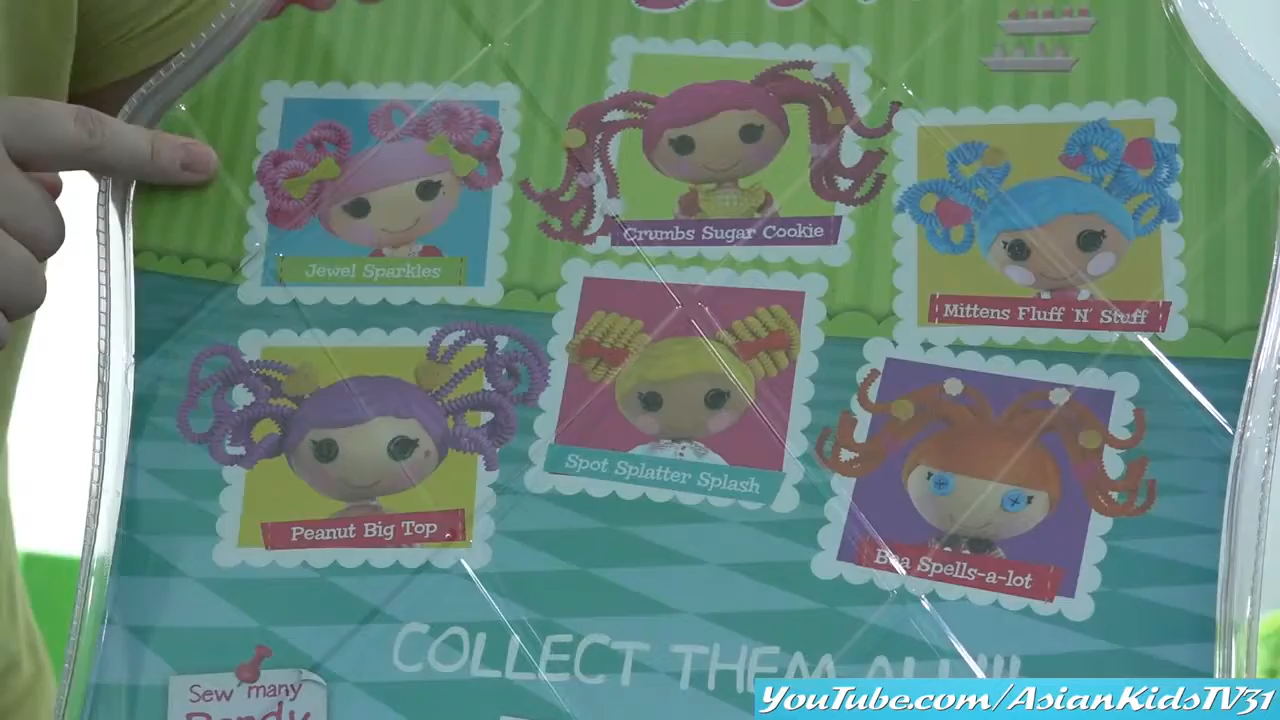 Jewel Sparkles
Crumbs Sugar Cookie
Mittens Fluff 'N' Stuff
Peanut Big Top
Spot Splatter Splash
Bea Spells-a-lot
COLLECT THEM ALL!!!
Sew many
YouTube.com/AsianKidsTV31